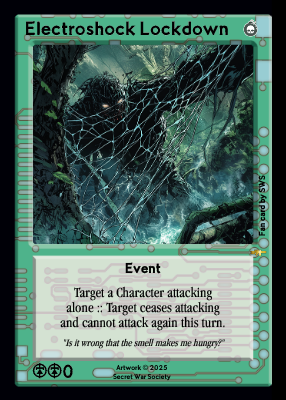 Electroshock Lockdown
Fan card by SWS
Event
Target a Character attacking
alone :: Target ceases attacking
and cannot attack again this turn.
"Is it wrong that the smell makes me hungry?"
0
Artwork © 2025
Secret War Society